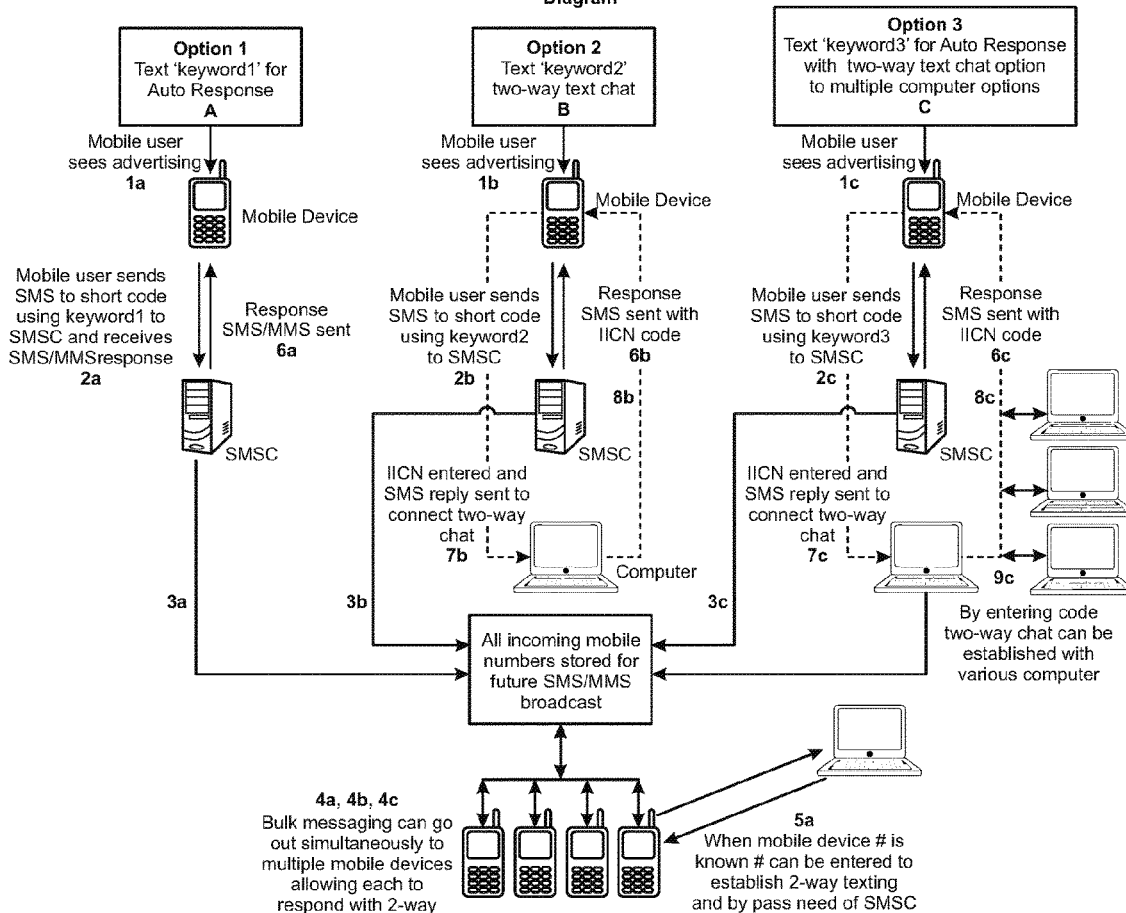 Diagram
Option 1
Text 'keyword1' for
Auto Response
A
Option 2
Text 'keyword2'
two-way text chat
B
Option 3
Text 'keyword3' for Auto Response
with two-way text chat option
to multiple computer options
C
Mobile user
sees advertising
1a
Mobile Device
Mobile user
sees advertising
1b
Mobile Device
Mobile user
sees advertising
1c
Mobile Device
Mobile user sends
SMS to short code
using keyword1 to
SMSC and receives
SMS/MMSresponse
2a
Response
SMS/MMS sent
6a
SMSC
Mobile user sends
SMS to short code
using keyword2
to SMSC
2b
Response
SMS sent with
IICN code
6b
8b
SMSC
Mobile user sends
SMS to short code
using keyword3
to SMSC
2c
Response
SMS sent with
IICN code
6c
8c
SMSC
IICN entered and
SMS reply sent to
connect two-way
chat
7b
Computer
IICN entered and
SMS reply sent to
connect two-way
chat
7c
9c
By entering code
two-way chat can be
established with
various computer
3a
3b
3c
All incoming mobile
numbers stored for
future SMS/MMS
broadcast
4a, 4b, 4c
Bulk messaging can go
out simultaneously to
multiple mobile devices
allowing each to
respond with 2-way
5a
When mobile device # is
known # can be entered to
establish 2-way texting
and by pass need of SMSC